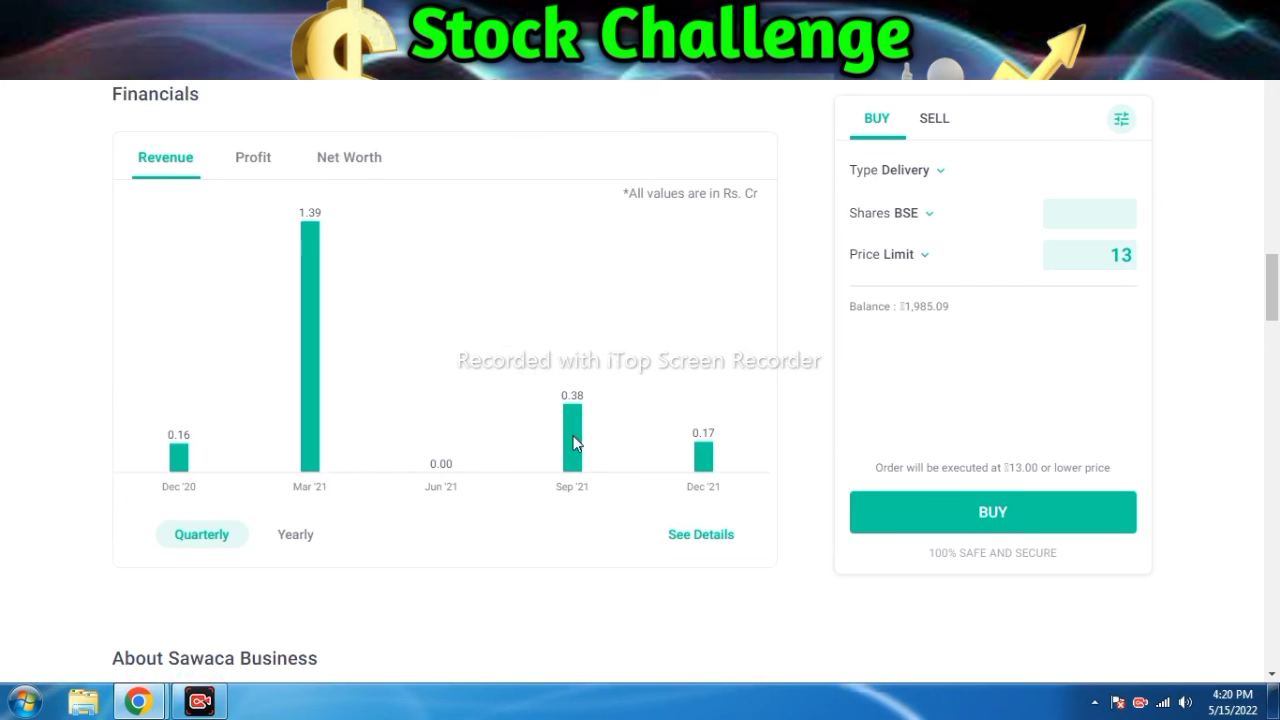 Stock Challenge
Financials
Revenue Profit Net Worth
*All values are in Rs. Cr
1.39
0.38
0.16
0.17
0.00
Dec '20 Mar '21 Jun '21 Sep '21 Dec '21
Quarterly Yearly See Details
About Sawaca Business
BUY SELL
Type Delivery
Shares BSE
Price Limit 13
Balance : 1,985.09
Order will be executed at 13.00 or lower price
BUY
100% SAFE AND SECURE
Recorded with iTop Screen Recorder
4:20 PM
5/15/2022